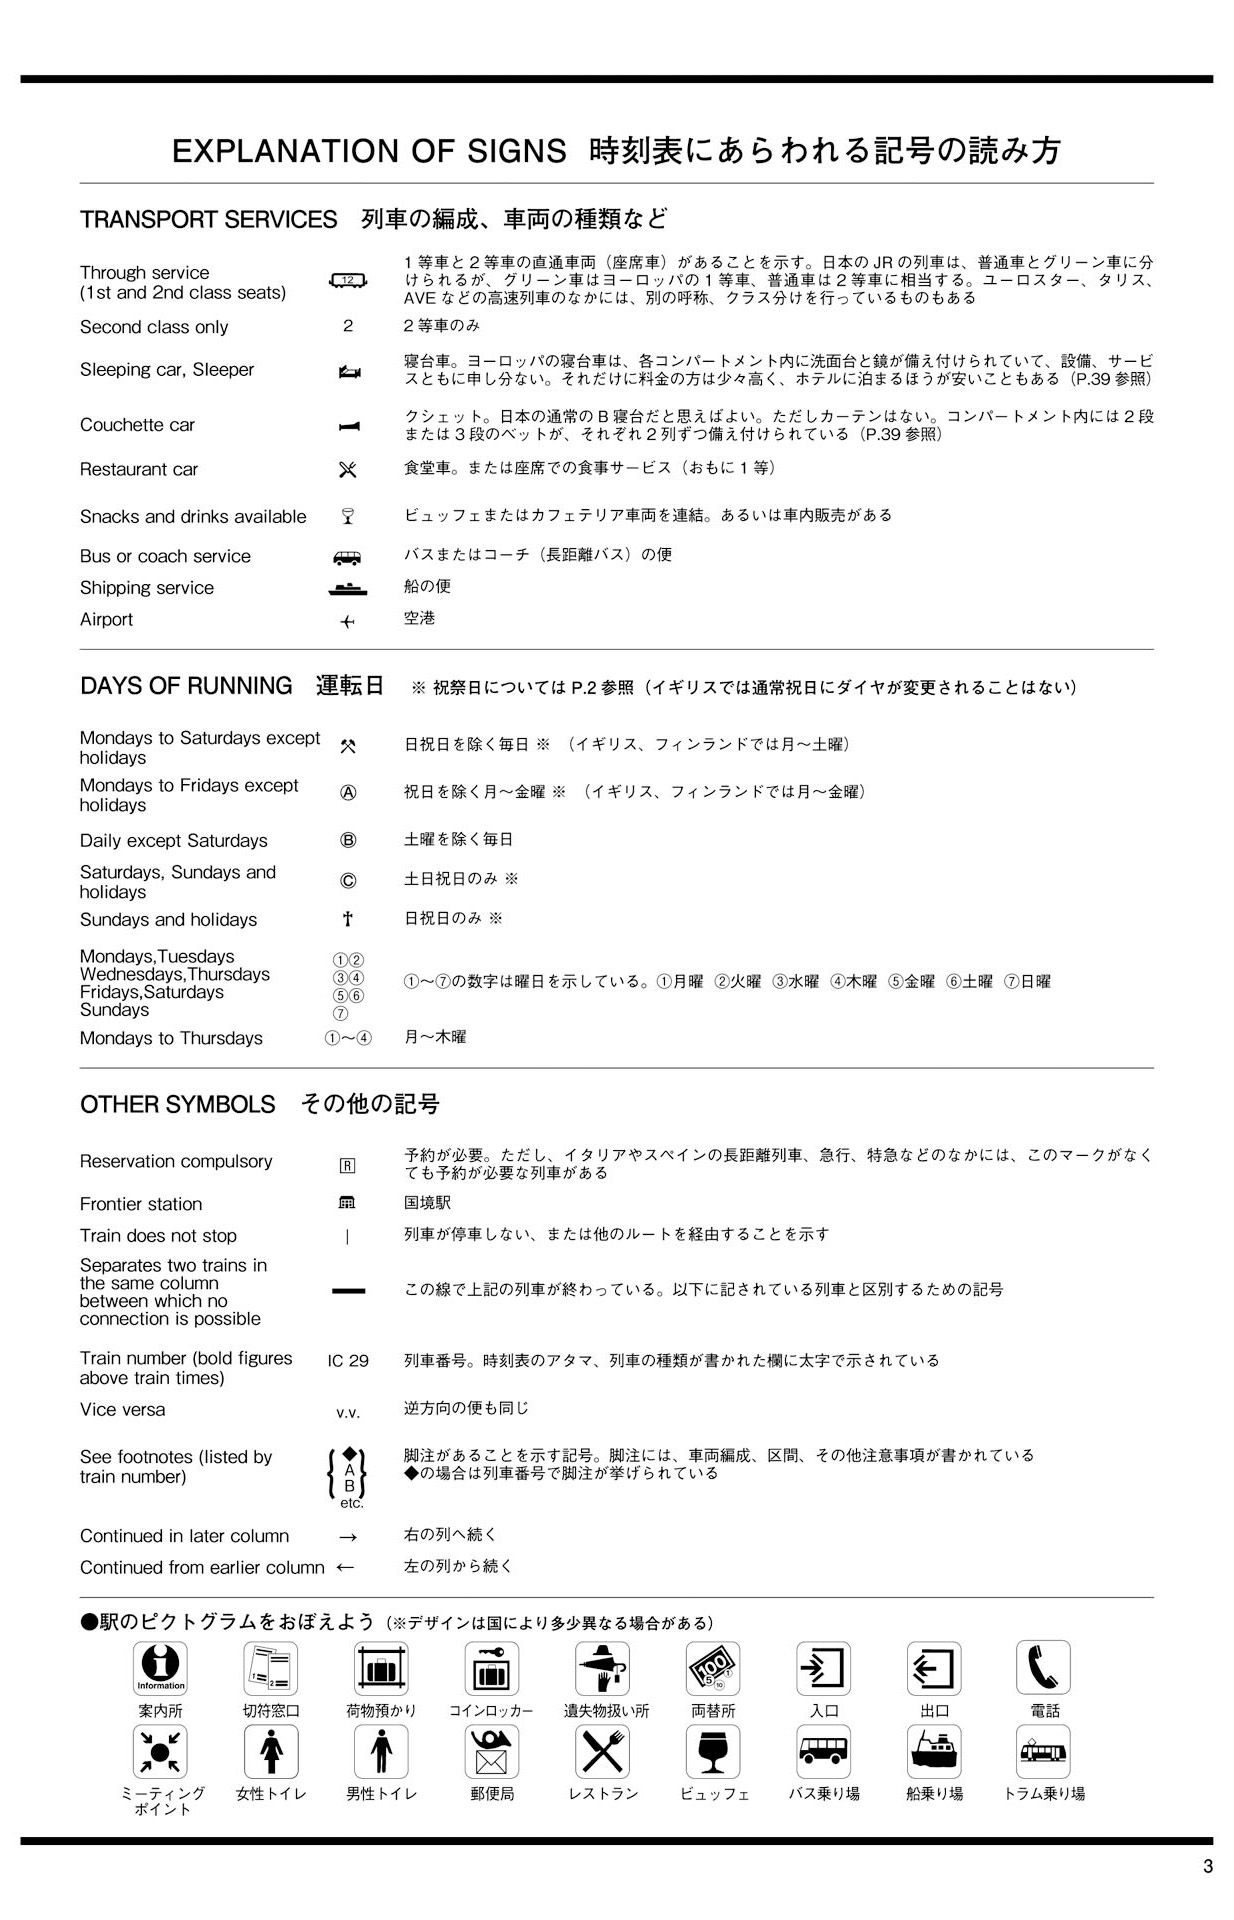 EXPLANATION OF SIGNS 時刻表にあらわれる記号の読み方
TRANSPORT SERVICES 列車の編成、車両の種類など
Through service
(1st and 2nd class seats)
12
1等車と2等車の直通車両（座席車）があることを示す。日本のJRの列車は、普通車とグリーン車に分
けられるが、グリーン車はヨーロッパの1等車、普通車は2等車に相当する。ユーロスター、タリス、
AVEなどの高速列車のなかには、別の呼称、クラス分けを行っているものもある
Second class only 2 2等車のみ
Sleeping car, Sleeper
寝台車。ヨーロッパの寝台車は、各コンパートメント内に洗面台と鏡が備え付けられていて、設備、サービ
スともに申し分ない。それだけに料金の方は少々高く、ホテルに泊まるほうが安いこともある（P.39参照）
Couchette car
クシェット。日本の通常のB寝台だと思えばよい。ただしカーテンはない。コンパートメント内には2段
または3段のベットが、それぞれ2列ずつ備え付けられている（P.39参照）
Restaurant car 食堂車。または座席での食事サービス（おもに1等）
Snacks and drinks available ビュッフェまたはカフェテリア車両を連結。あるいは車内販売がある
Bus or coach service バスまたはコーチ（長距離バス）の便
Shipping service 船の便
Airport 空港
DAYS OF RUNNING 運転日 ※ 祝祭日についてはP.2参照（イギリスでは通常祝日にダイヤが変更されることはない）
Mondays to Saturdays except
holidays
日祝日を除く毎日 ※ （イギリス、フィンランドでは月〜土曜）
Mondays to Fridays except
holidays
Ⓐ 祝日を除く月〜金曜 ※ （イギリス、フィンランドでは月〜金曜）
Daily except Saturdays Ⓑ 土曜を除く毎日
Saturdays, Sundays and
holidays
Ⓒ 土日祝日のみ ※
Sundays and holidays † 日祝日のみ ※
Mondays,Tuesdays ①②
Wednesdays,Thursdays ③④
Fridays,Saturdays ⑤⑥
Sundays ⑦
①〜⑦の数字は曜日を示している。①月曜 ②火曜 ③水曜 ④木曜 ⑤金曜 ⑥土曜 ⑦日曜
Mondays to Thursdays ①〜④ 月〜木曜
OTHER SYMBOLS その他の記号
Reservation compulsory R
予約が必要。ただし、イタリアやスペインの長距離列車、急行、特急などのなかには、このマークがなく
ても予約が必要な列車がある
Frontier station 国境駅
Train does not stop | 列車が停車しない、または他のルートを経由することを示す
Separates two trains in
the same column
between which no
connection is possible
この線で上記の列車が終わっている。以下に記されている列車と区別するための記号
Train number (bold figures
above train times)
IC 29 列車番号。時刻表のアタマ、列車の種類が書かれた欄に太字で示されている
Vice versa v.v. 逆方向の便も同じ
See footnotes (listed by
train number)
◆
A
B
etc.
脚注があることを示す記号。脚注には、車両編成、区間、その他注意事項が書かれている
◆の場合は列車番号で脚注が挙げられている
Continued in later column → 右の列へ続く
Continued from earlier column ← 左の列から続く
●駅のピクトグラムをおぼえよう（※デザインは国により多少異なる場合がある）
i Information 1 2 100 5 10 1
案内所 切符窓口 荷物預かり コインロッカー 遺失物扱い所 両替所 入口 出口 電話
ミーティング
ポイント
女性トイレ 男性トイレ 郵便局 レストラン ビュッフェ バス乗り場 船乗り場 トラム乗り場
3